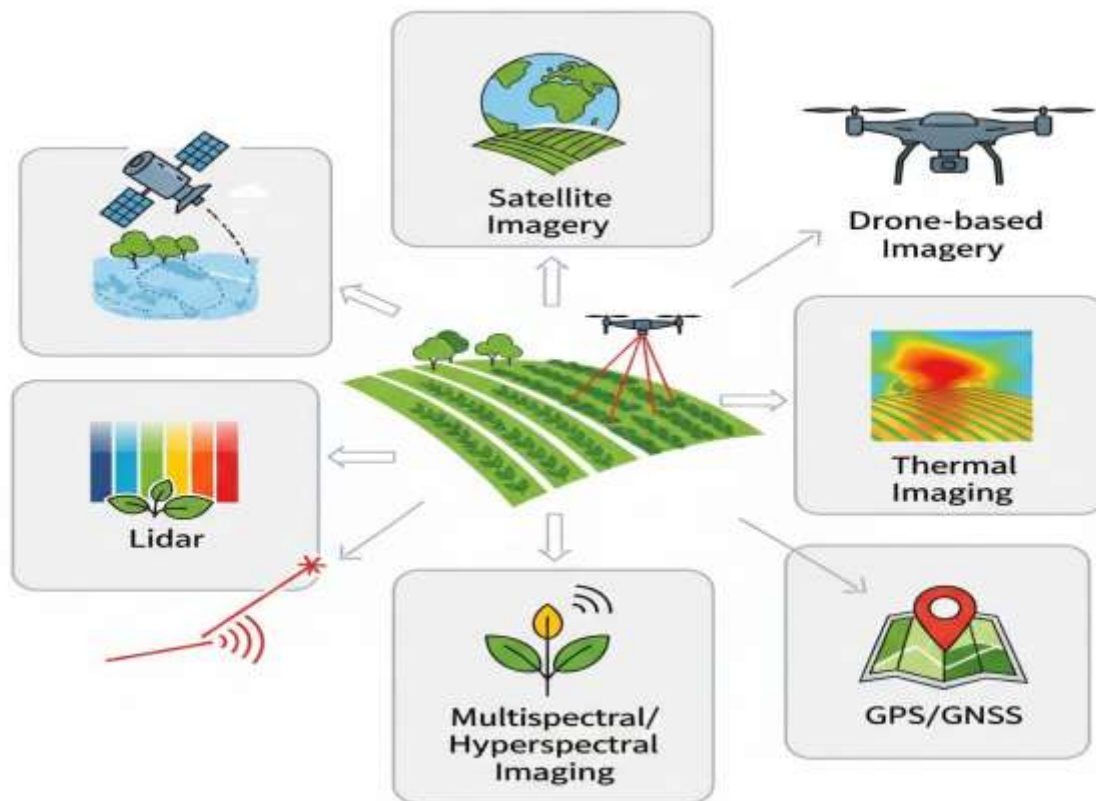 Satellite
Imagery
Drone-based
Imagery
Thermal
Imaging
Lidar
Multispectral/
Hyperspectral
Imaging
GPS/GNSS